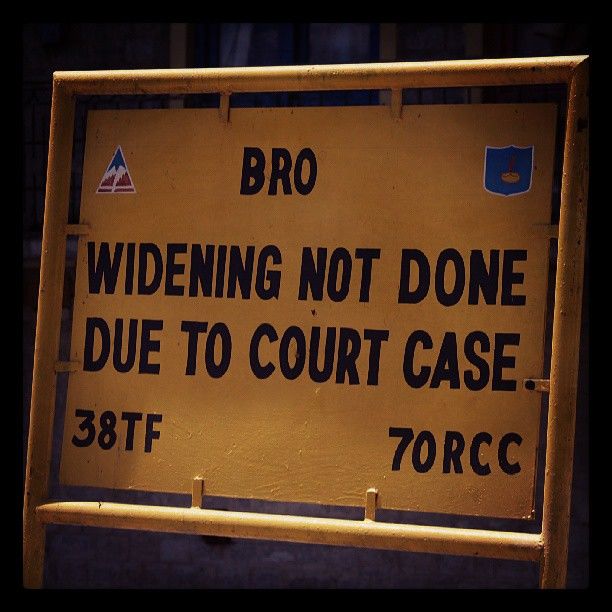 BRO
WIDENING NOT DONE
DUE TO COURT CASE
38TF 70RCC